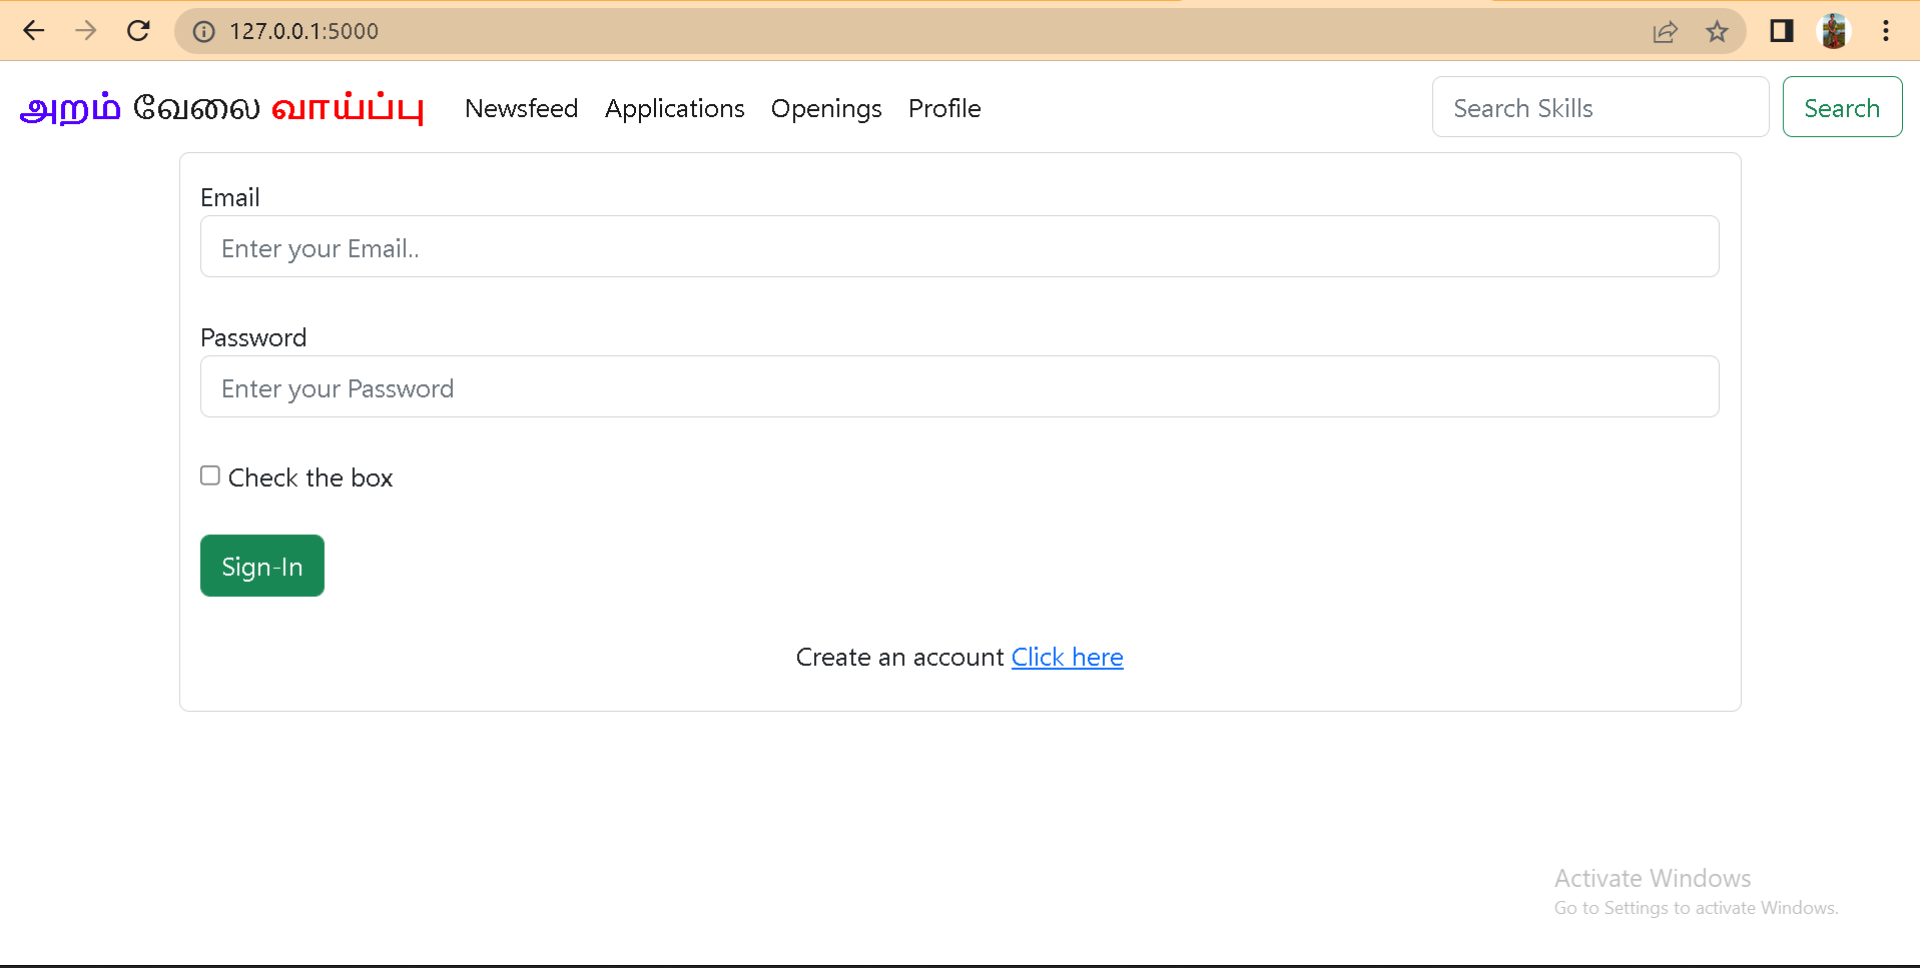 127.0.0.1:5000
அறம் வேலை வாய்ப்பு Newsfeed Applications Openings Profile Search Skills Search
Email
Enter your Email..
Password
Enter your Password
Check the box
Sign-In
Create an account Click here
Activate Windows
Go to Settings to activate Windows.